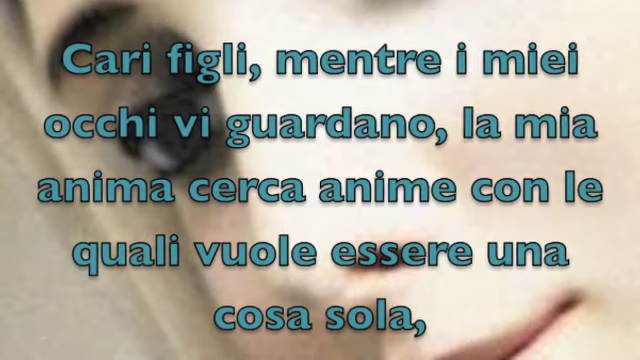 Cari figli, mentre i miei
occhi vi guardano, la mia
anima cerca anime con le
quali vuole essere una
cosa sola,